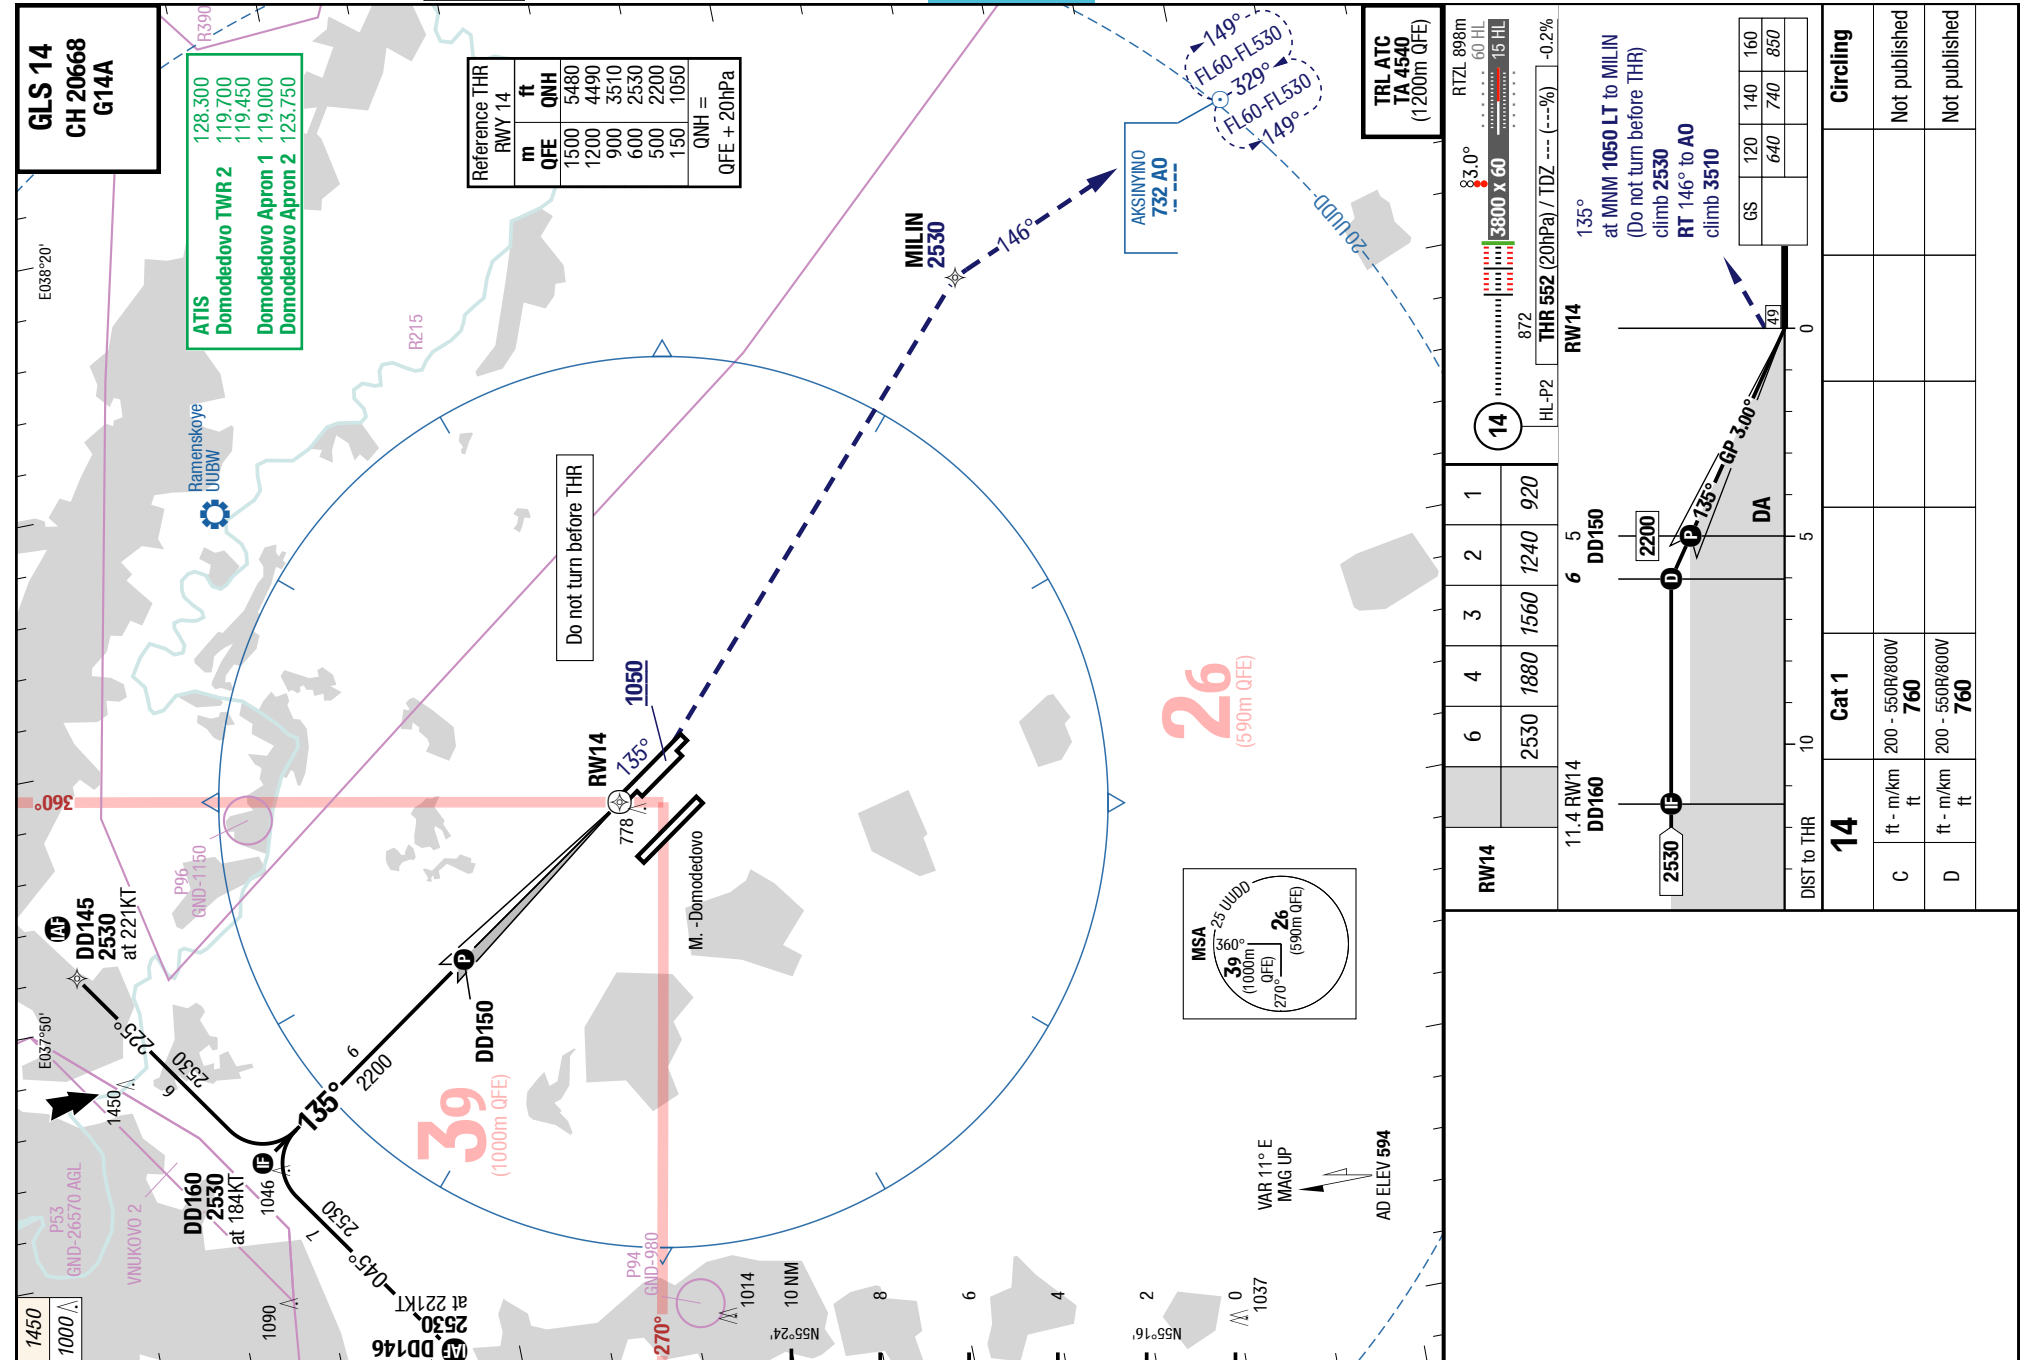 GLS 14
CH 20668
G14A
ATIS 128.300
Domodedovo TWR 2 119.700
119.450
Domodedovo Apron 1 119.000
Domodedovo Apron 2 123.750
Reference THR
RWY 14
m ft
QFE QNH
1500 5480
1200 4490
900 3510
600 2530
500 2200
150 1050
QNH =
QFE + 20hPa
TRL ATC
TA 4540
(1200m QFE)
R390
E038°20'
R215
Ramenskoye
UUBW
149°
FL60-FL530
329°
FL60-FL530
149°
AKSINYINO
732 AO
20 UUDD
MILIN
2530
146°
Do not turn before THR
1050
RW14
135°
778
M. -Domodedovo
360°
P96
GND-1150
IAF
DD145
2530
at 221KT
E037°50'
225°
6
2530
1450
135°
6
2200
P
DD150
IF
DD160
2530
at 184KT
1046
P53
GND-26570 AGL
VNUKOVO 2
7
2530
045°
at 221KT
2530
DD146
IAF
1090
1450
1000
39
(1000m QFE)
26
(590m QFE)
P94
GND-980
270°
1014
1037
10 NM
8
6
4
2
0
N55°24'
N55°16'
MSA
25 UUDD
360°
39
(1000m
QFE)
270°
26
(590m QFE)
VAR 11° E
MAG UP
AD ELEV 594
RTZL 898m
60 HL
15 HL
83.0°
3800 x 60
-0.2%
872
THR 552 (20hPa) / TDZ --- (---%)
HL-P2
14
RW14 6 4 3 2 1
2530 1880 1560 1240 920
135°
at MNM 1050 LT to MILIN
(Do not turn before THR)
climb 2530
RT 146° to AO
climb 3510
GS 120 140 160
640 740 850
11.4 RW14
DD160
6
5
DD150
RW14
2530
IF
D
2200
P
135°
GP 3.00°
DA
49
DIST to THR
10
5
0
14 Cat 1 Circling
C ft - m/km 200 - 550R/800V Not published
ft 760
D ft - m/km 200 - 550R/800V Not published
ft 760